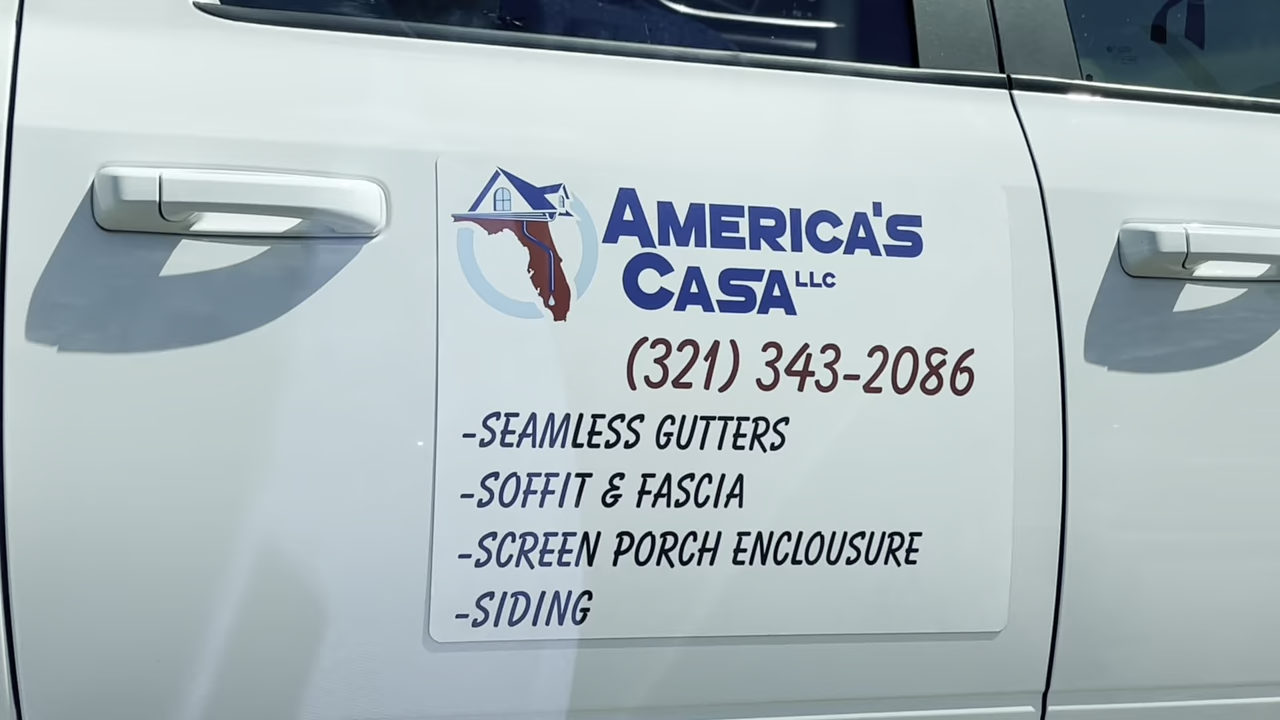 AMERICA'S
CASA LLC
(321) 343-2086
-SEAMLESS GUTTERS
-SOFFIT & FASCIA
-SCREEN PORCH ENCLOUSURE
-SIDING